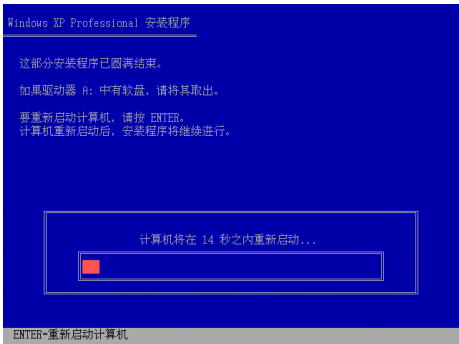 Windows XP Professional 安装程序
这部分安装程序已圆满结束。
如果驱动器 A: 中有软盘，请将其取出。
要重新启动计算机，请按 ENTER。
计算机重新启动后，安装程序将继续进行。
计算机将在 14 秒之内重新启动...
ENTER=重新启动计算机